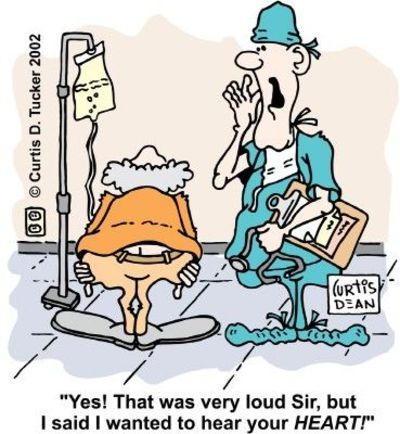 © Curtis D. Tucker 2002
CURTIS
DEAN
"Yes! That was very loud Sir, but
I said I wanted to hear your HEART!"